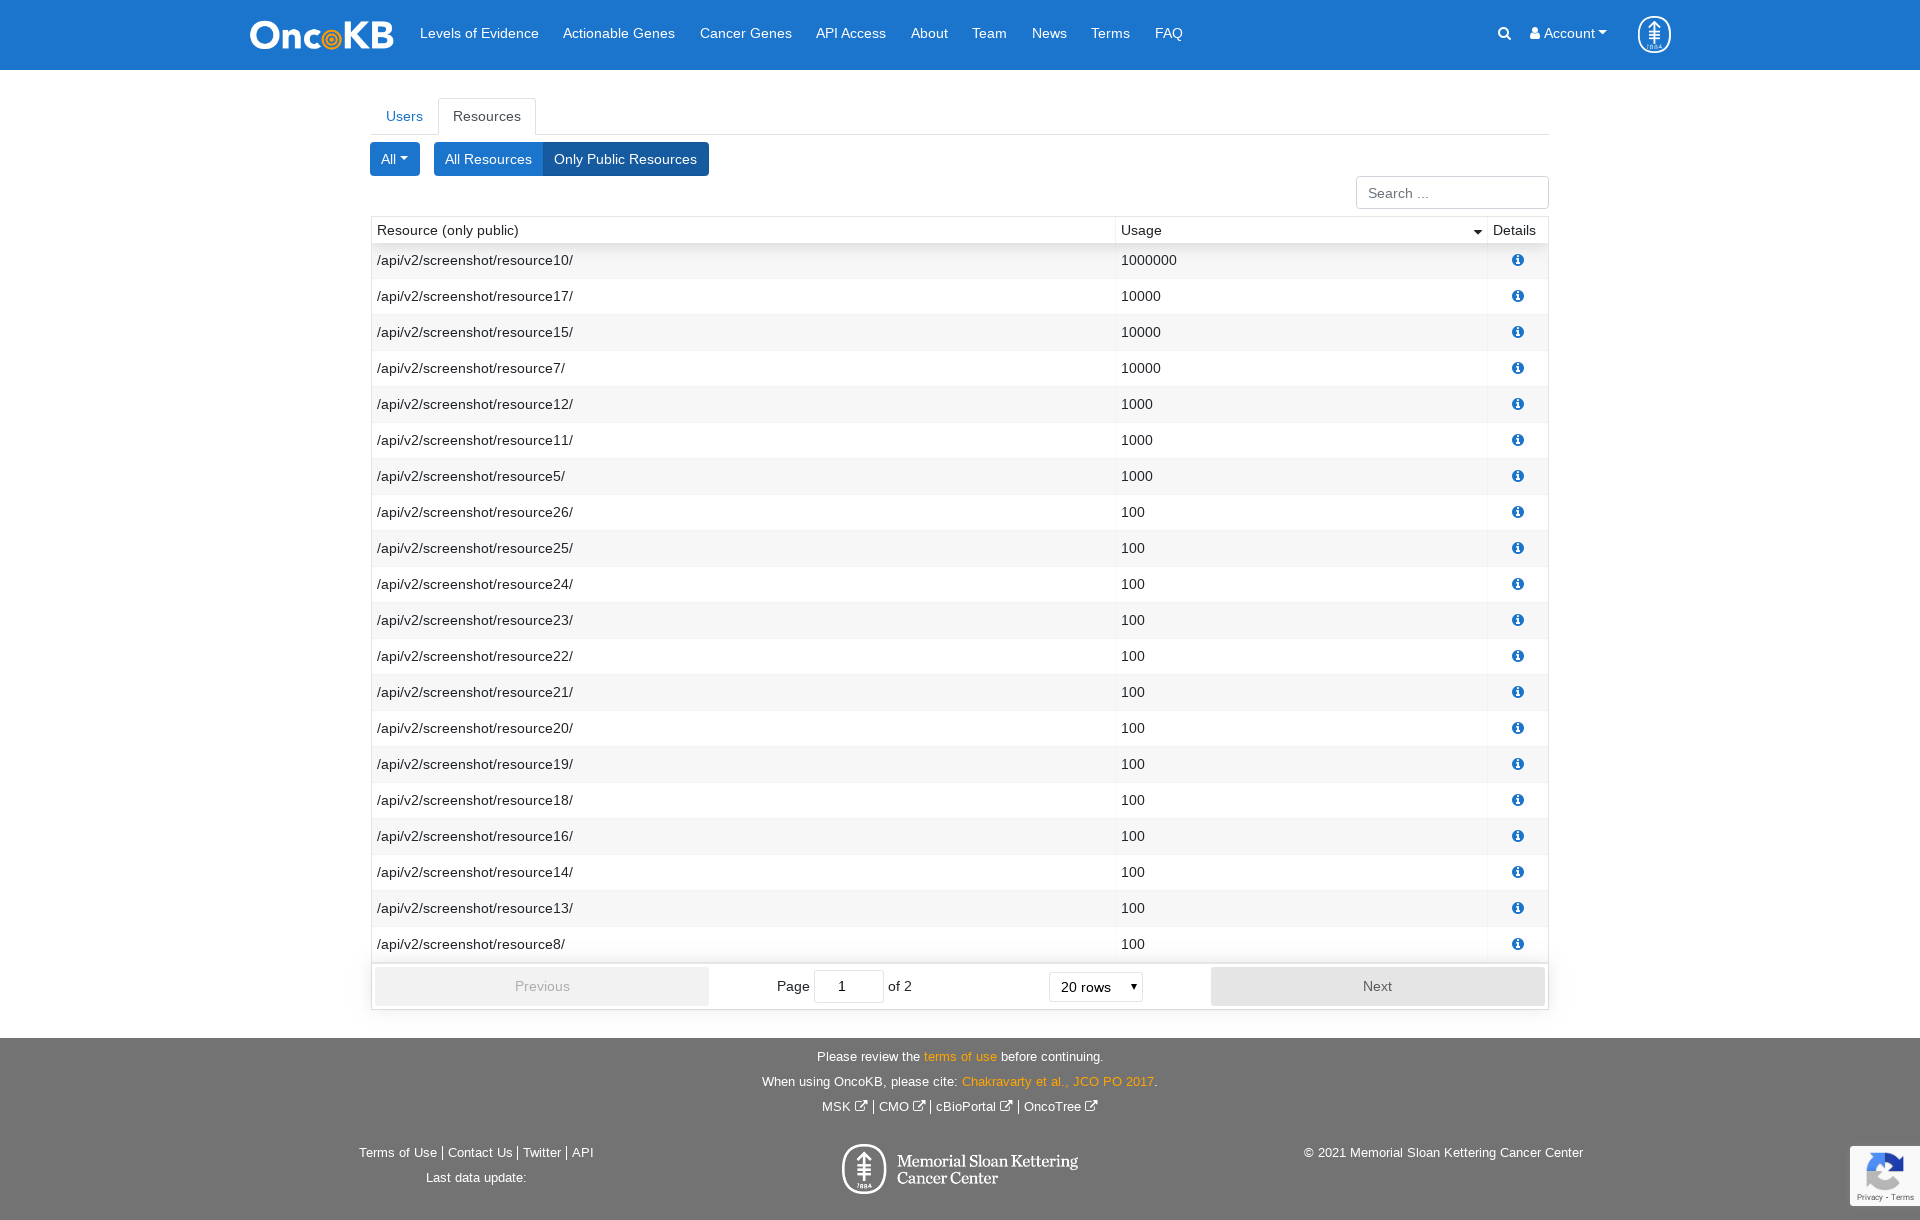 OncoKB Levels of Evidence Actionable Genes Cancer Genes API Access About Team News Terms FAQ Account
Users Resources
All All Resources Only Public Resources
Search ...
Resource (only public) Usage Details
/api/v2/screenshot/resource10/ 1000000
/api/v2/screenshot/resource17/ 10000
/api/v2/screenshot/resource15/ 10000
/api/v2/screenshot/resource7/ 10000
/api/v2/screenshot/resource12/ 1000
/api/v2/screenshot/resource11/ 1000
/api/v2/screenshot/resource5/ 1000
/api/v2/screenshot/resource26/ 100
/api/v2/screenshot/resource25/ 100
/api/v2/screenshot/resource24/ 100
/api/v2/screenshot/resource23/ 100
/api/v2/screenshot/resource22/ 100
/api/v2/screenshot/resource21/ 100
/api/v2/screenshot/resource20/ 100
/api/v2/screenshot/resource19/ 100
/api/v2/screenshot/resource18/ 100
/api/v2/screenshot/resource16/ 100
/api/v2/screenshot/resource14/ 100
/api/v2/screenshot/resource13/ 100
/api/v2/screenshot/resource8/ 100
Previous Page 1 of 2 20 rows Next
Please review the terms of use before continuing.
When using OncoKB, please cite: Chakravarty et al., JCO PO 2017.
MSK | CMO | cBioPortal | OncoTree
Terms of Use | Contact Us | Twitter | API
Last data update:
1884
Memorial Sloan Kettering
Cancer Center
© 2021 Memorial Sloan Kettering Cancer Center
Privacy - Terms